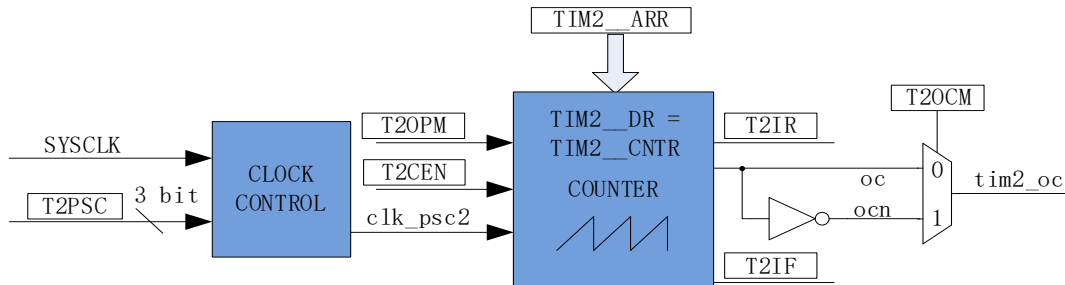 TIM2__ARR
T2OCM
SYSCLK
T2PSC
3 bit
CLOCK
CONTROL
T2OPM
T2CEN
clk_psc2
TIM2__DR =
TIM2__CNTR
COUNTER
T2IR
oc
ocn
T2IF
0
1
tim2_oc